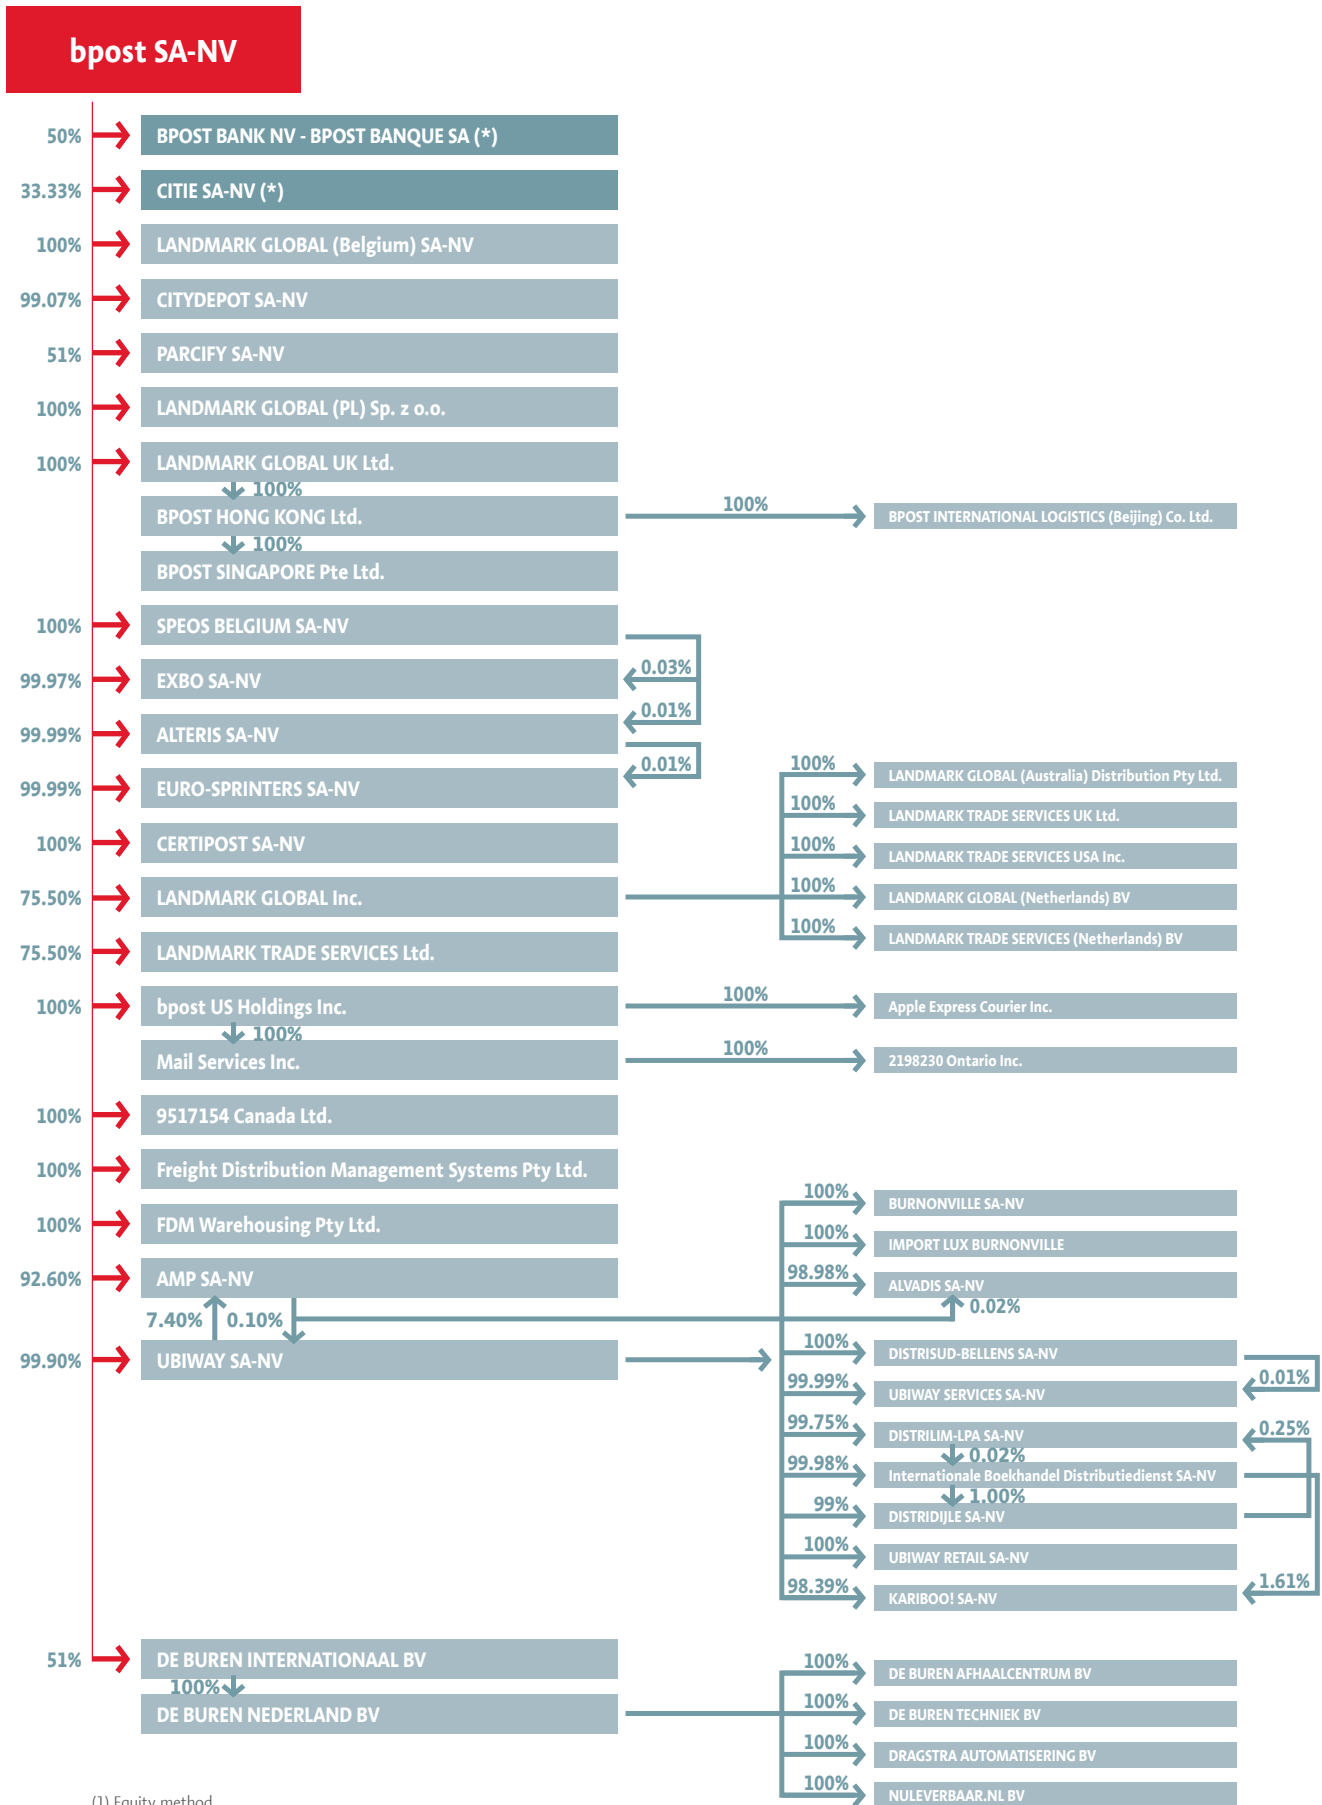 bpost SA-NV
50%
BPOST BANK NV - BPOST BANQUE SA (*)
33.33%
CITIE SA-NV (*)
100%
LANDMARK GLOBAL (Belgium) SA-NV
99.07%
CITYDEPOT SA-NV
51%
PARCIFY SA-NV
100%
LANDMARK GLOBAL (PL) Sp. z o.o.
100%
LANDMARK GLOBAL UK Ltd.
100%
BPOST HONG KONG Ltd.
100%
BPOST INTERNATIONAL LOGISTICS (Beijing) Co. Ltd.
100%
BPOST SINGAPORE Pte Ltd.
100%
SPEOS BELGIUM SA-NV
0.03%
99.97%
EXBO SA-NV
0.01%
99.99%
ALTERIS SA-NV
0.01%
99.99%
EURO-SPRINTERS SA-NV
100%
CERTIPOST SA-NV
75.50%
LANDMARK GLOBAL Inc.
100%
LANDMARK GLOBAL (Australia) Distribution Pty Ltd.
100%
LANDMARK TRADE SERVICES UK Ltd.
100%
LANDMARK TRADE SERVICES USA Inc.
100%
LANDMARK GLOBAL (Netherlands) BV
100%
LANDMARK TRADE SERVICES (Netherlands) BV
75.50%
LANDMARK TRADE SERVICES Ltd.
100%
bpost US Holdings Inc.
100%
Apple Express Courier Inc.
100%
Mail Services Inc.
100%
2198230 Ontario Inc.
100%
9517154 Canada Ltd.
100%
Freight Distribution Management Systems Pty Ltd.
100%
FDM Warehousing Pty Ltd.
92.60%
AMP SA-NV
7.40%
0.10%
99.90%
UBIWAY SA-NV
100%
BURNONVILLE SA-NV
100%
IMPORT LUX BURNONVILLE
98.98%
ALVADIS SA-NV
0.02%
100%
DISTRISUD-BELLENS SA-NV
0.01%
99.99%
UBIWAY SERVICES SA-NV
99.75%
DISTRILIM-LPA SA-NV
0.25%
0.02%
99.98%
Internationale Boekhandel Distributiedienst SA-NV
1.00%
99%
DISTRIDIJLE SA-NV
100%
UBIWAY RETAIL SA-NV
98.39%
KARIBOO! SA-NV
1.61%
51%
DE BUREN INTERNATIONAAL BV
100%
DE BUREN NEDERLAND BV
100%
DE BUREN AFHAALCENTRUM BV
100%
DE BUREN TECHNIEK BV
100%
DRAGSTRA AUTOMATISERING BV
100%
NULEVERBAAR.NL BV
(1) Equity method